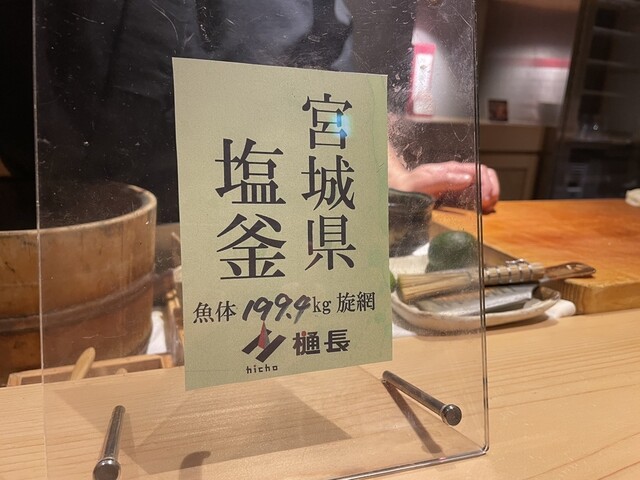 宮城県
塩釜
魚体 199.4kg 旋網
樋長
hicho